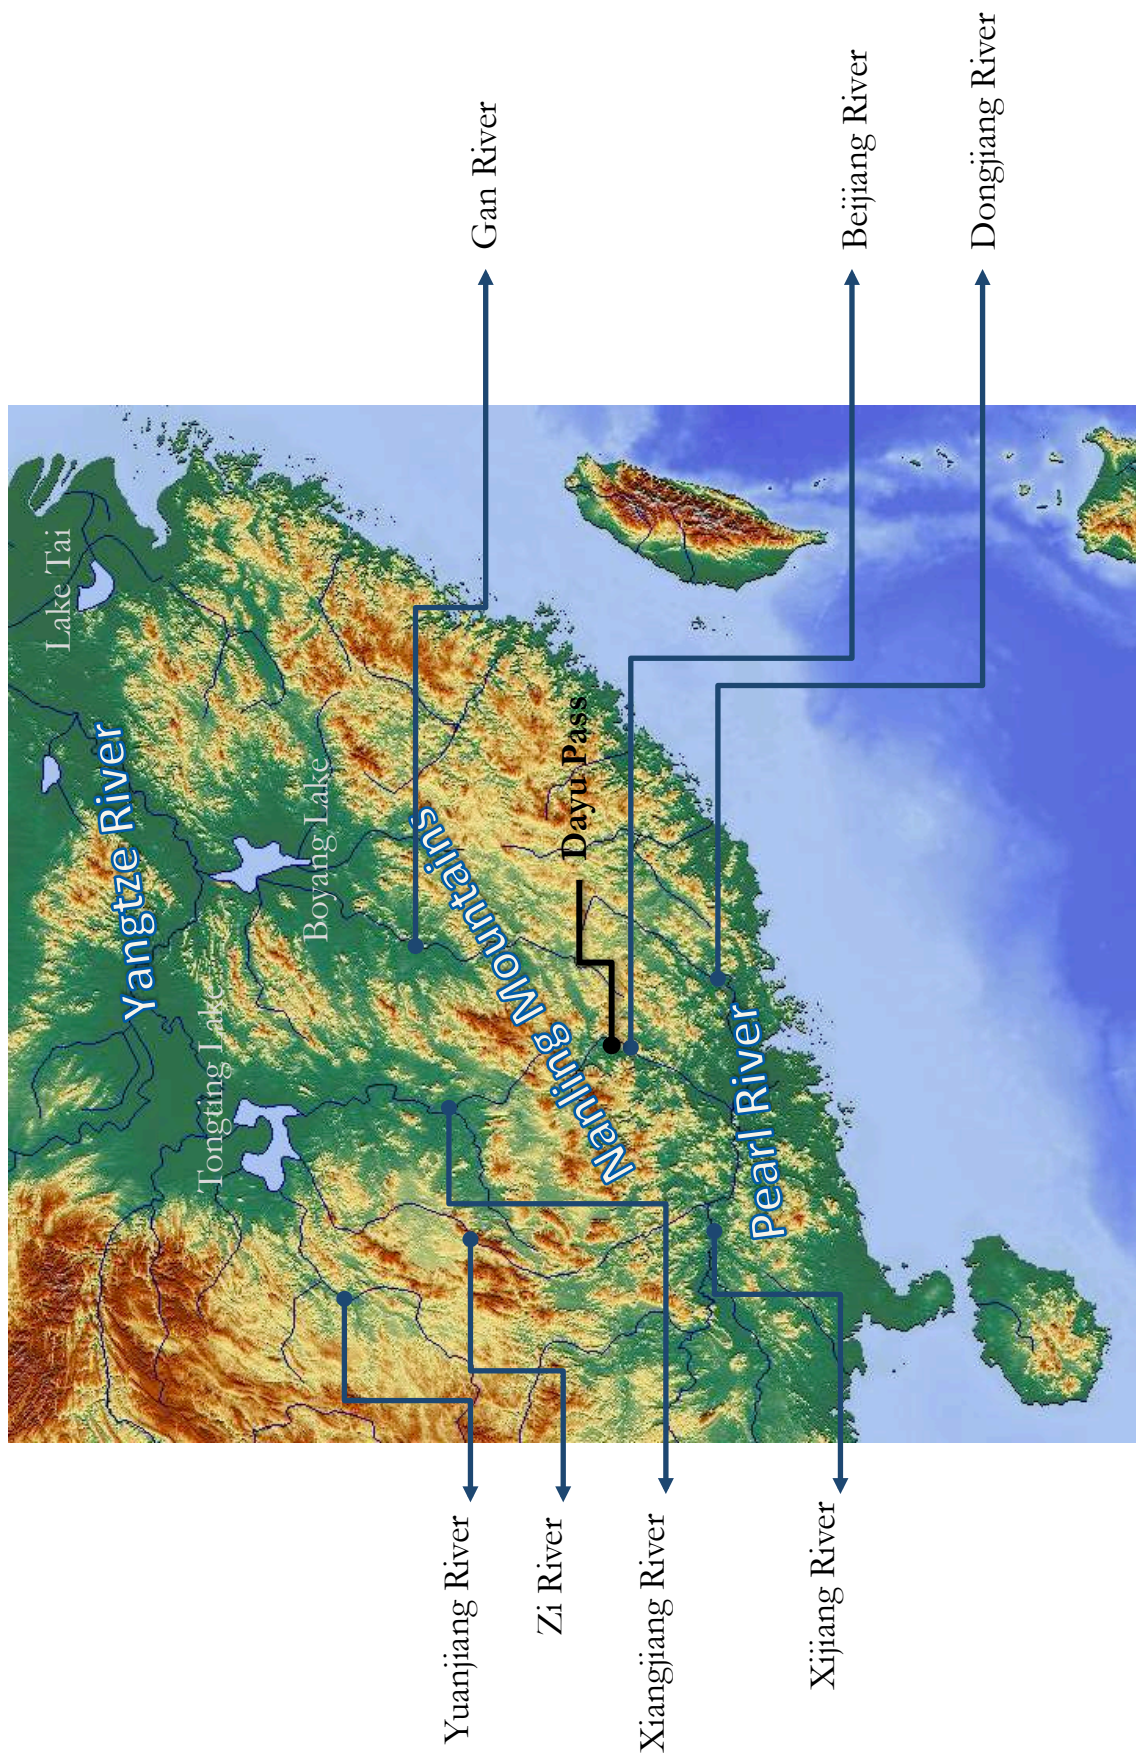 Lake Tai
Yangtze River
Boyang Lake
Tongting Lake
Nanling Mountains
Dayu Pass
Pearl River
Gan River
Beijiang River
Dongjiang River
Yuanjiang River
Zi River
Xiangjiang River
Xijiang River